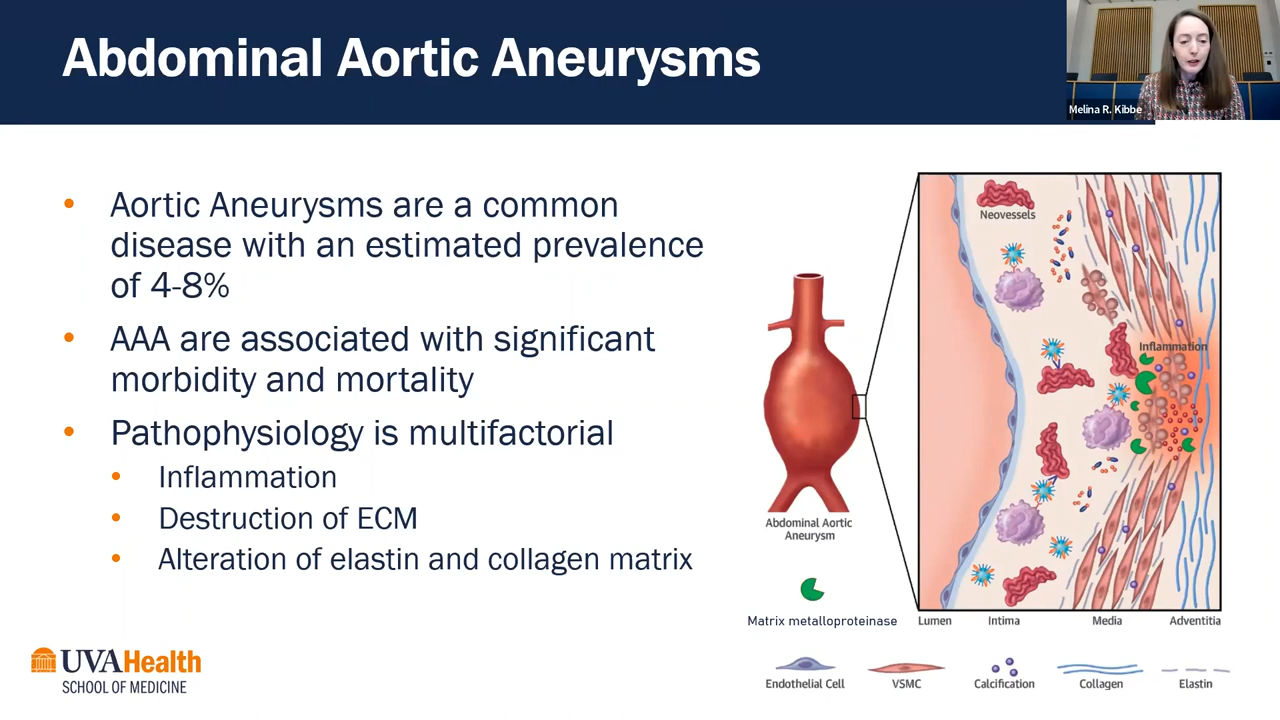 Abdominal Aortic Aneurysms
Melina R. Kibbe
• Aortic Aneurysms are a common
disease with an estimated prevalence
of 4-8%
• AAA are associated with significant
morbidity and mortality
• Pathophysiology is multifactorial
• Inflammation
• Destruction of ECM
• Alteration of elastin and collagen matrix
Neovessels
Inflammation
Abdominal Aortic
Aneurysm
Matrix metalloproteinase
Lumen
Intima
Media
Adventitia
Endothelial Cell
VSMC
Calcification
Collagen
Elastin
UVAHealth
SCHOOL OF MEDICINE